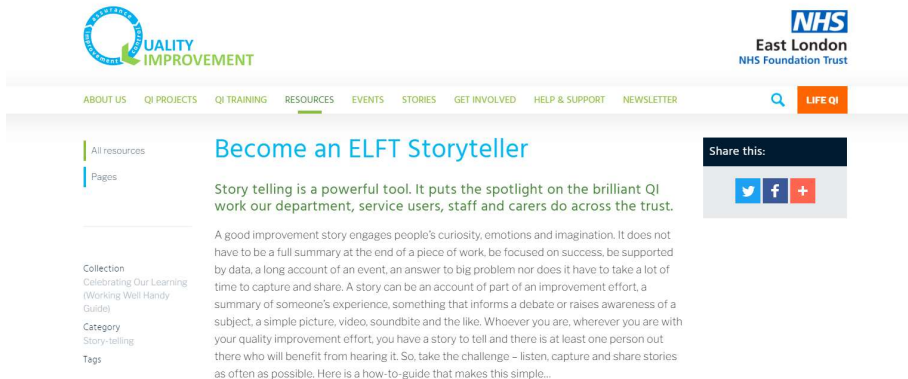 assurance
control
improvement
QUALITY
IMPROVEMENT
NHS
East London
NHS Foundation Trust
ABOUT US QI PROJECTS QI TRAINING RESOURCES EVENTS STORIES GET INVOLVED HELP & SUPPORT NEWSLETTER LIFE QI
All resources
Pages
Collection
Celebrating Our Learning
(Working Well Handy
Guide)
Category
Story-telling
Tags
Become an ELFT Storyteller
Story telling is a powerful tool. It puts the spotlight on the brilliant QI
work our department, service users, staff and carers do across the trust.
A good improvement story engages people's curiosity, emotions and imagination. It does not
have to be a full summary at the end of a piece of work, be focused on success, be supported
by data, a long account of an event, an answer to big problem nor does it have to take a lot of
time to capture and share. A story can be an account of part of an improvement effort, a
summary of someone's experience, something that informs a debate or raises awareness of a
subject, a simple picture, video, soundbite and the like. Whoever you are, wherever you are with
your quality improvement effort, you have a story to tell and there is at least one person out
there who will benefit from hearing it. So, take the challenge – listen, capture and share stories
as often as possible. Here is a how-to-guide that makes this simple...
Share this: